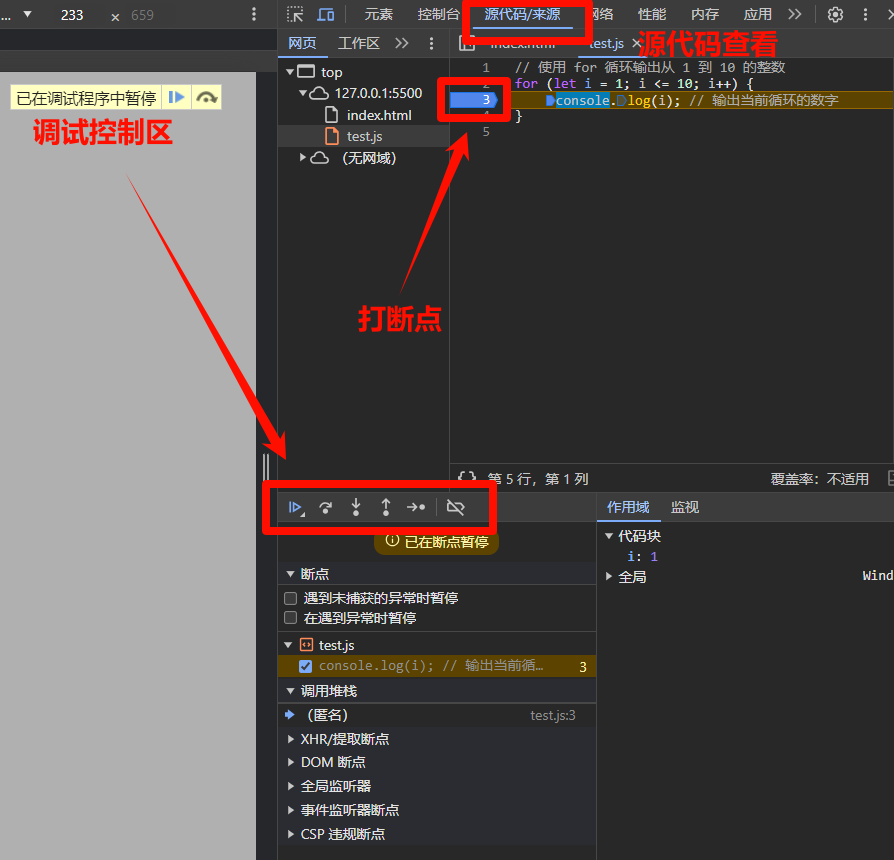 ... 233 × 659
元素 控制台 源代码/来源 网络 性能 内存 应用
网页 工作区 index.html test.js × 源代码查看
已在调试程序中暂停
调试控制区
top
127.0.0.1:5500
index.html
test.js
（无网域）
1 // 使用 for 循环输出从 1 到 10 的整数
2 for (let i = 1; i <= 10; i++) {
3 console.log(i); // 输出当前循环的数字
4 }
5
打断点
{ } 第 5 行，第 1 列 覆盖率：不适用
已在断点暂停
断点
遇到未捕获的异常时暂停
在遇到异常时暂停
test.js
console.log(i); // 输出当前循… 3
调用堆栈
（匿名） test.js:3
XHR/提取断点
DOM 断点
全局监听器
事件监听器断点
CSP 违规断点
作用域 监视
代码块
i: 1
全局 Wind